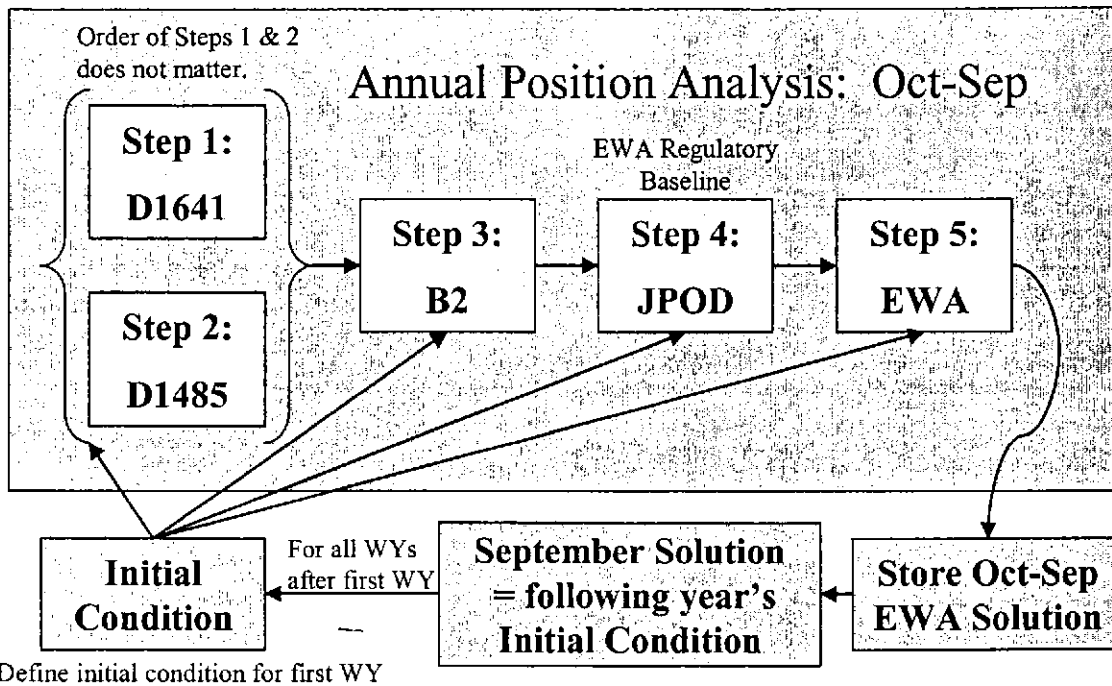 Order of Steps 1 & 2
does not matter.
Annual Position Analysis: Oct-Sep
Step 1:
D1641
Step 2:
D1485
Step 3:
B2
EWA Regulatory
Baseline
Step 4:
JPOD
Step 5:
EWA
Initial
Condition
For all WYs
after first WY
September Solution
= following year's
Initial Condition
Store Oct-Sep
EWA Solution
Define initial condition for first WY